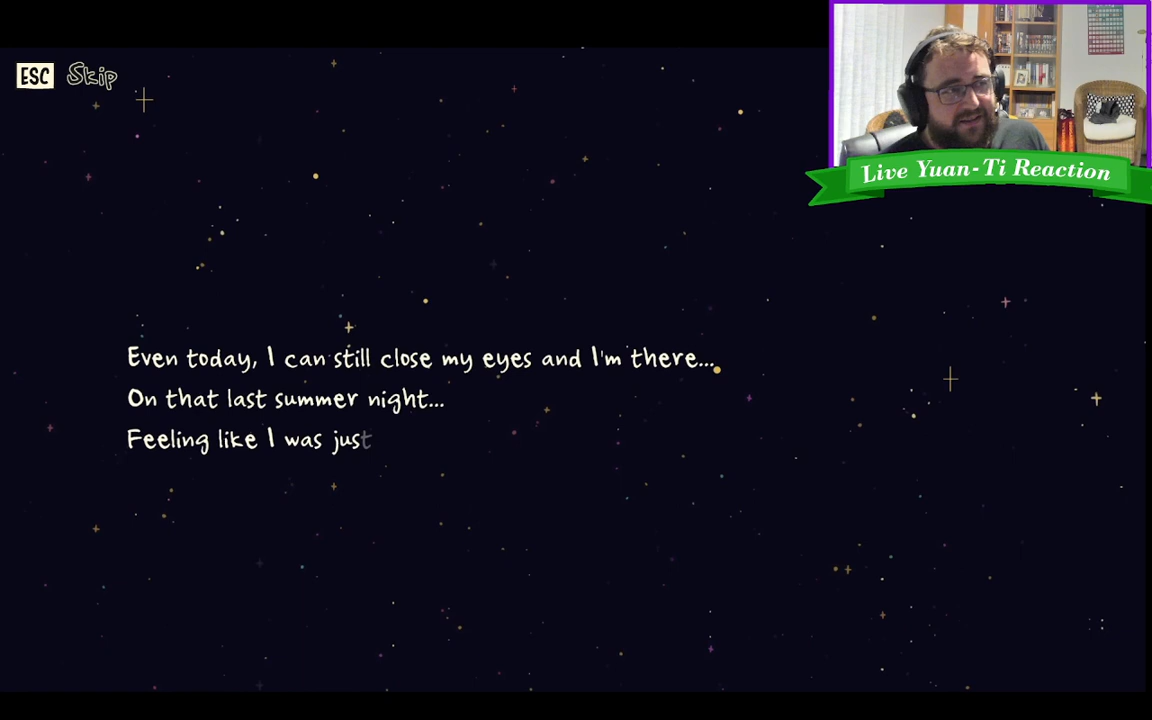 ESC Skip
Live Yuan-Ti Reaction
Even today, I can still close my eyes and I'm there...
On that last summer night...
Feeling like I was just